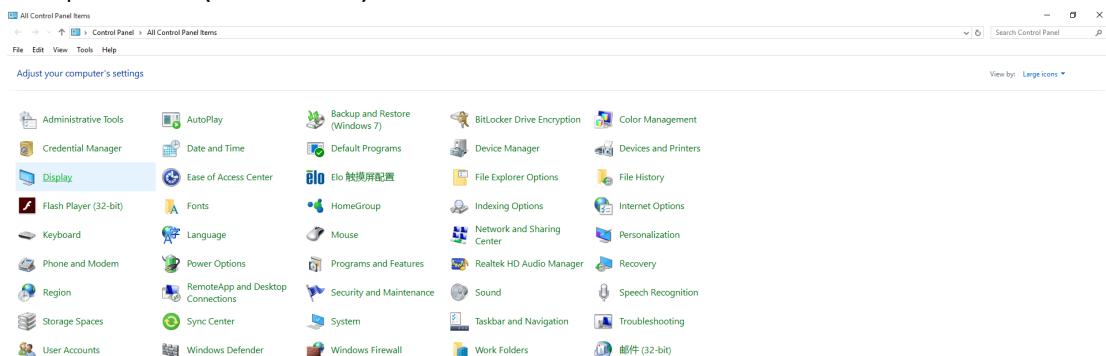 All Control Panel Items
Control Panel > All Control Panel Items
Search Control Panel
File Edit View Tools Help
Adjust your computer's settings
View by: Large icons
Administrative Tools
AutoPlay
Backup and Restore
(Windows 7)
BitLocker Drive Encryption
Color Management
Credential Manager
Date and Time
Default Programs
Device Manager
Devices and Printers
Display
Ease of Access Center
elo
Elo 触摸屏配置
File Explorer Options
File History
Flash Player (32-bit)
Fonts
HomeGroup
Indexing Options
Internet Options
Keyboard
Language
Mouse
Network and Sharing
Center
Personalization
Phone and Modem
Power Options
Programs and Features
Realtek HD Audio Manager
Recovery
Region
RemoteApp and Desktop
Connections
Security and Maintenance
Sound
Speech Recognition
Storage Spaces
Sync Center
System
Taskbar and Navigation
Troubleshooting
User Accounts
Windows Defender
Windows Firewall
Work Folders
邮件 (32-bit)